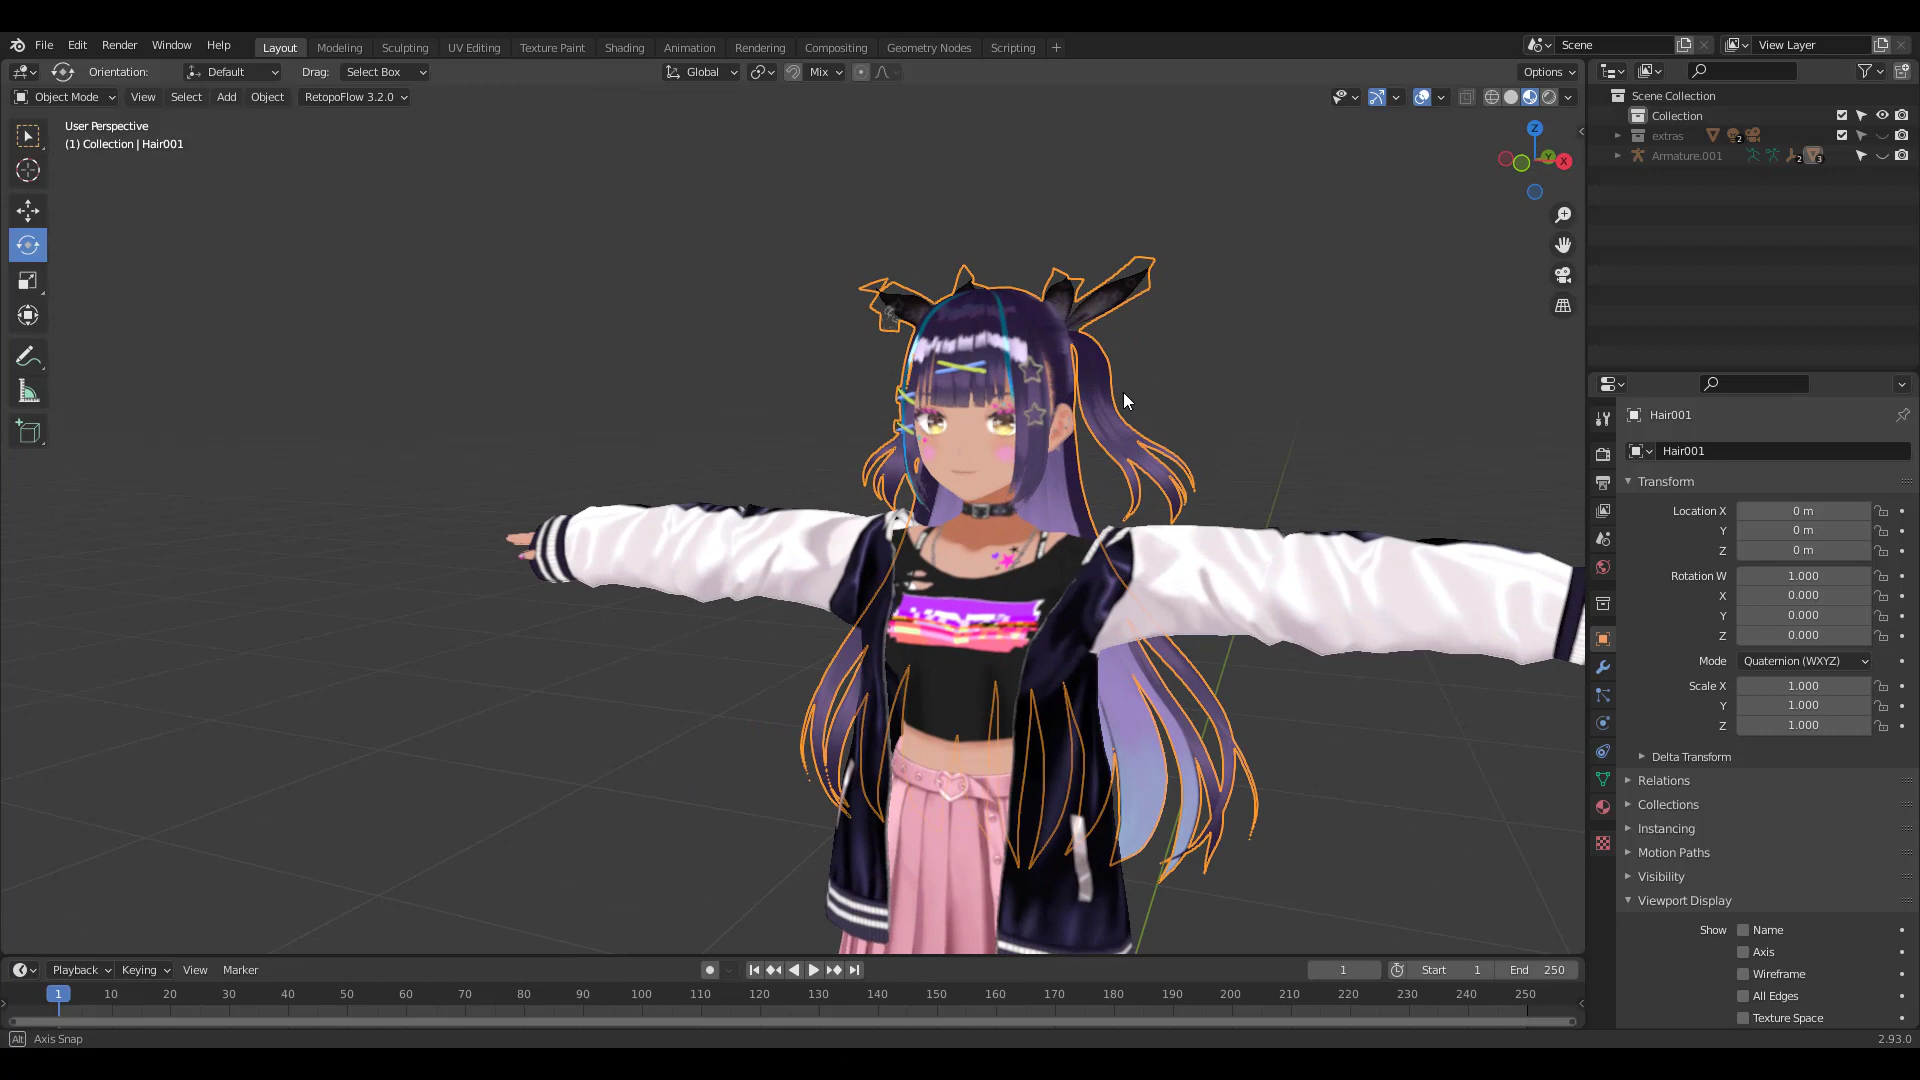 File Edit Render Window Help Layout Modeling Sculpting UV Editing Texture Paint Shading Animation Rendering Compositing Geometry Nodes Scripting + Scene View Layer
Orientation: Default Drag: Select Box Global Mix Options
Object Mode View Select Add Object RetopoFlow 3.2.0
Scene Collection
Collection
extras 2
Armature.001 2 3
User Perspective
(1) Collection | Hair001
Z
Y
X
Hair001
Hair001
Transform
Location X 0 m
Y 0 m
Z 0 m
Rotation W 1.000
X 0.000
Y 0.000
Z 0.000
Mode Quaternion (WXYZ)
Scale X 1.000
Y 1.000
Z 1.000
Delta Transform
Relations
Collections
Instancing
Motion Paths
Visibility
Viewport Display
Show Name
Axis
Wireframe
All Edges
Texture Space
Playback Keying View Marker 1 Start 1 End 250
1 10 20 30 40 50 60 70 80 90 100 110 120 130 140 150 160 170 180 190 200 210 220 230 240 250
Alt Axis Snap 2.93.0